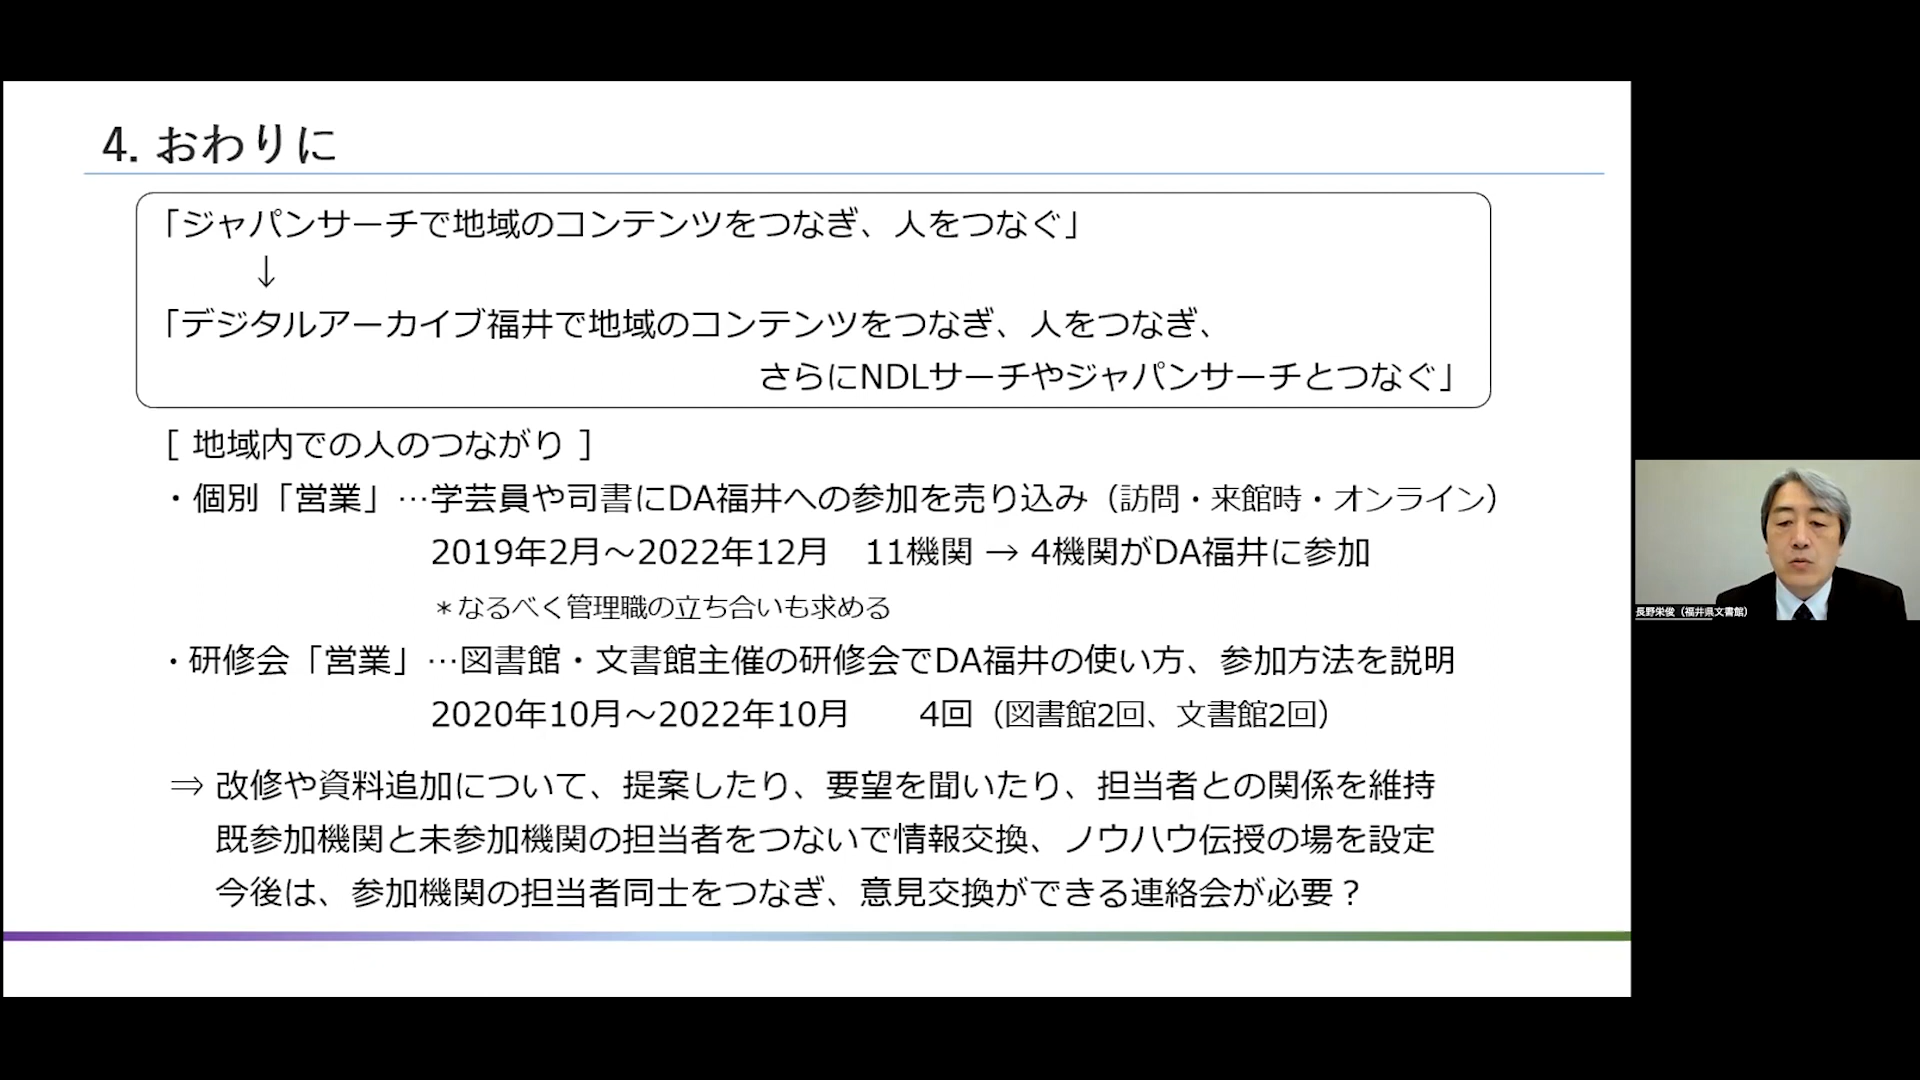 4. おわりに
「ジャパンサーチで地域のコンテンツをつなぎ、人をつなぐ」
↓
「デジタルアーカイブ福井で地域のコンテンツをつなぎ、人をつなぎ、
さらにNDLサーチやジャパンサーチとつなぐ」
[ 地域内での人のつながり ]
・個別「営業」…学芸員や司書にDA福井への参加を売り込み（訪問・来館時・オンライン）
2019年2月～2022年12月　11機関 → 4機関がDA福井に参加
＊なるべく管理職の立ち合いも求める
・研修会「営業」…図書館・文書館主催の研修会でDA福井の使い方、参加方法を説明
2020年10月～2022年10月　　4回（図書館2回、文書館2回）
⇒ 改修や資料追加について、提案したり、要望を聞いたり、担当者との関係を維持
既参加機関と未参加機関の担当者をつないで情報交換、ノウハウ伝授の場を設定
今後は、参加機関の担当者同士をつなぎ、意見交換ができる連絡会が必要？
長野栄俊（福井県文書館）